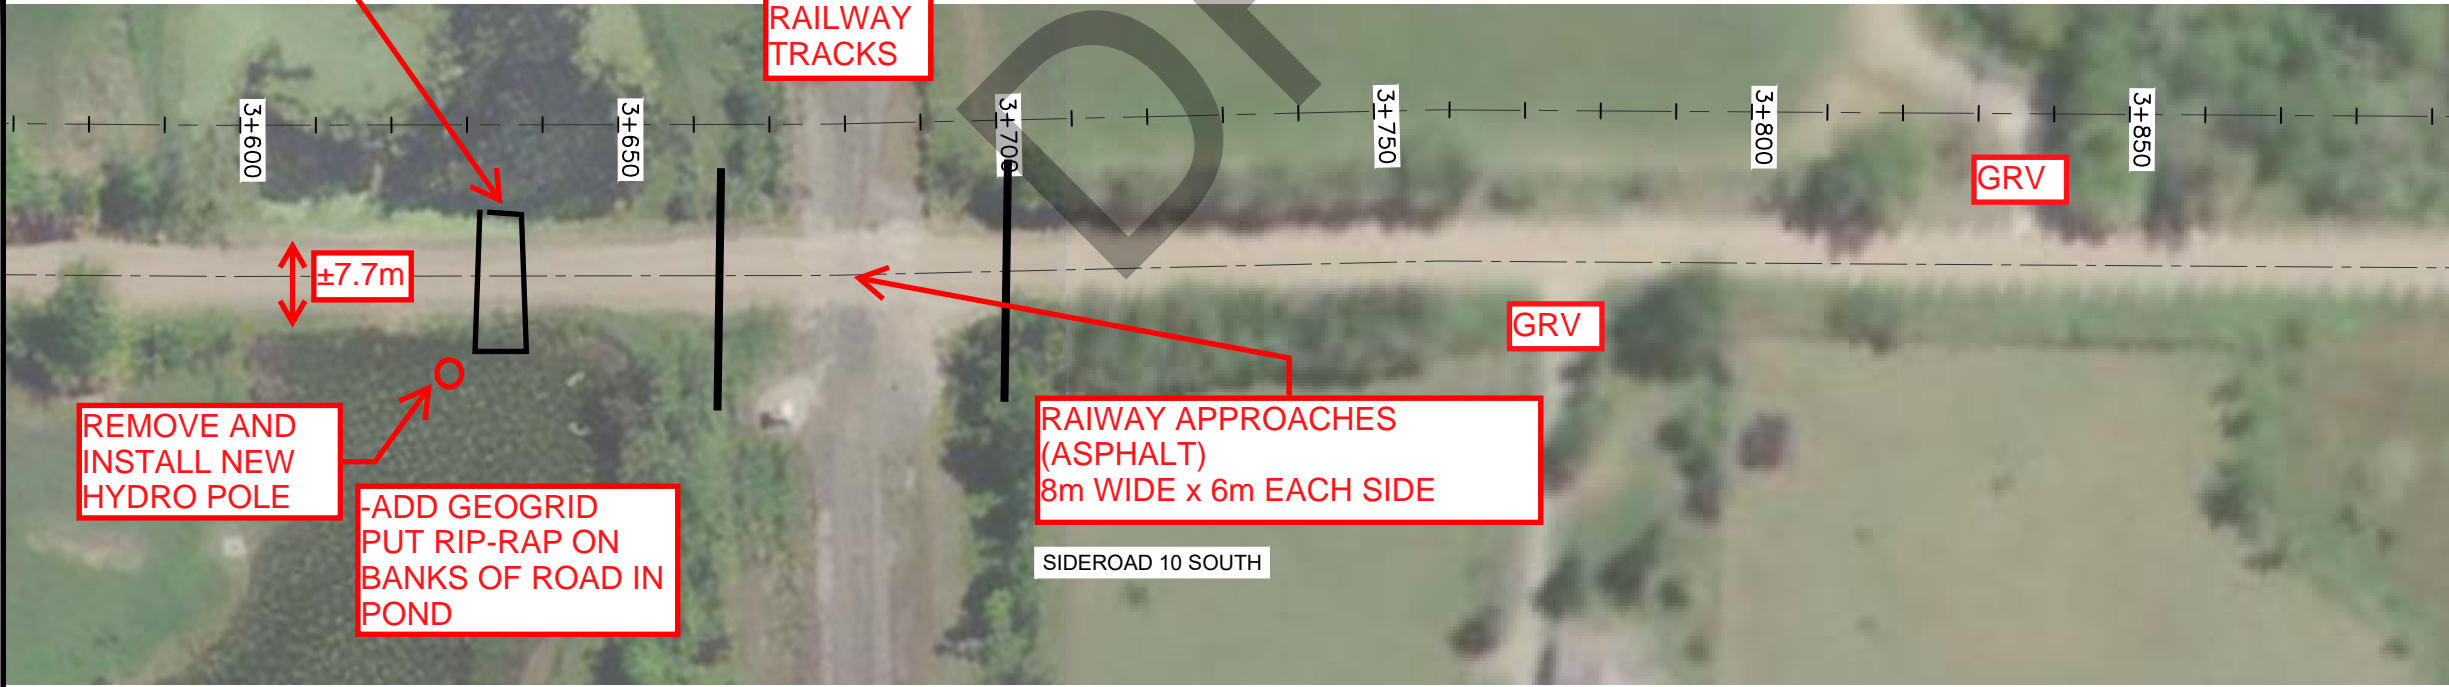 RAILWAY
TRACKS
3+600
3+650
3+700
3+750
3+800
3+850
GRV
±7.7m
GRV
REMOVE AND
INSTALL NEW
HYDRO POLE
RAIWAY APPROACHES
(ASPHALT)
8m WIDE x 6m EACH SIDE
-ADD GEOGRID
PUT RIP-RAP ON
BANKS OF ROAD IN
POND
SIDEROAD 10 SOUTH